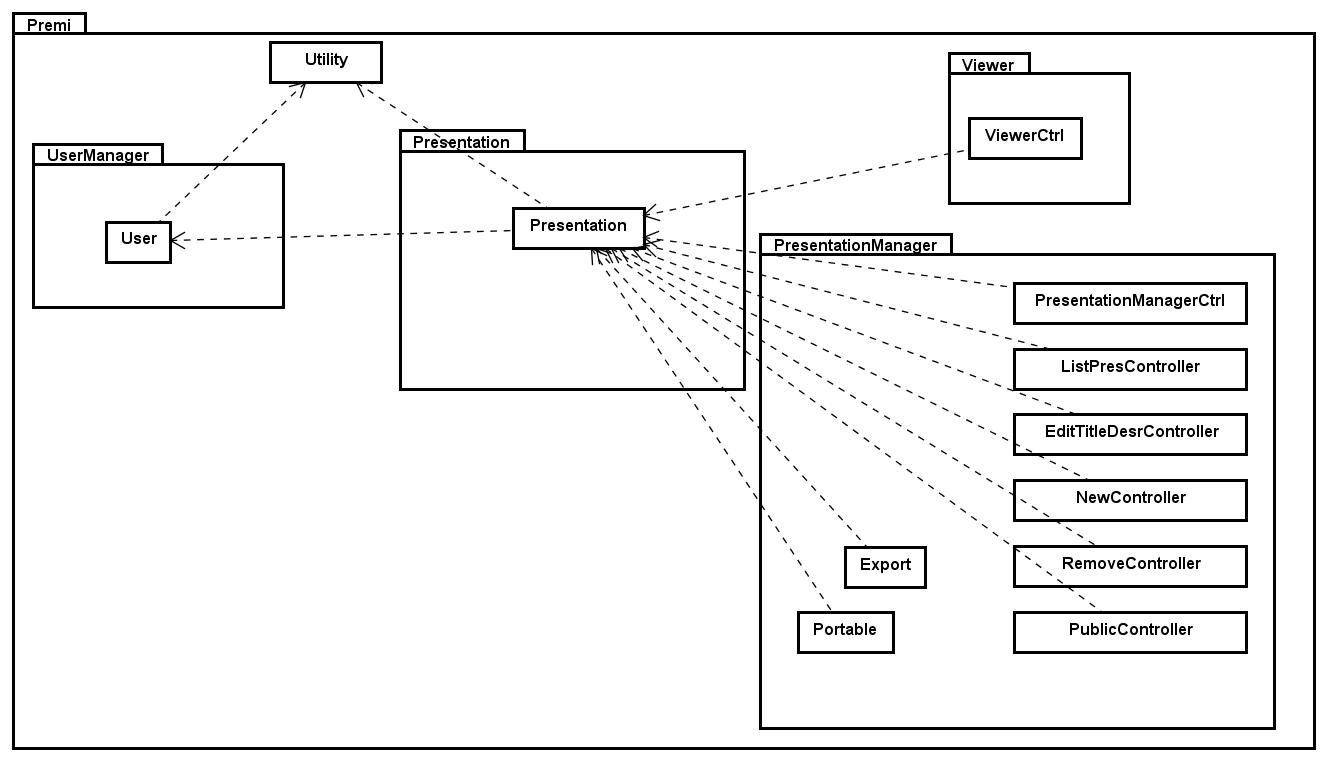 Premi
Utility
Viewer
ViewerCtrl
Presentation
UserManager
Presentation
User
PresentationManager
PresentationManagerCtrl
ListPresController
EditTitleDesrController
NewController
RemoveController
Export
Portable
PublicController